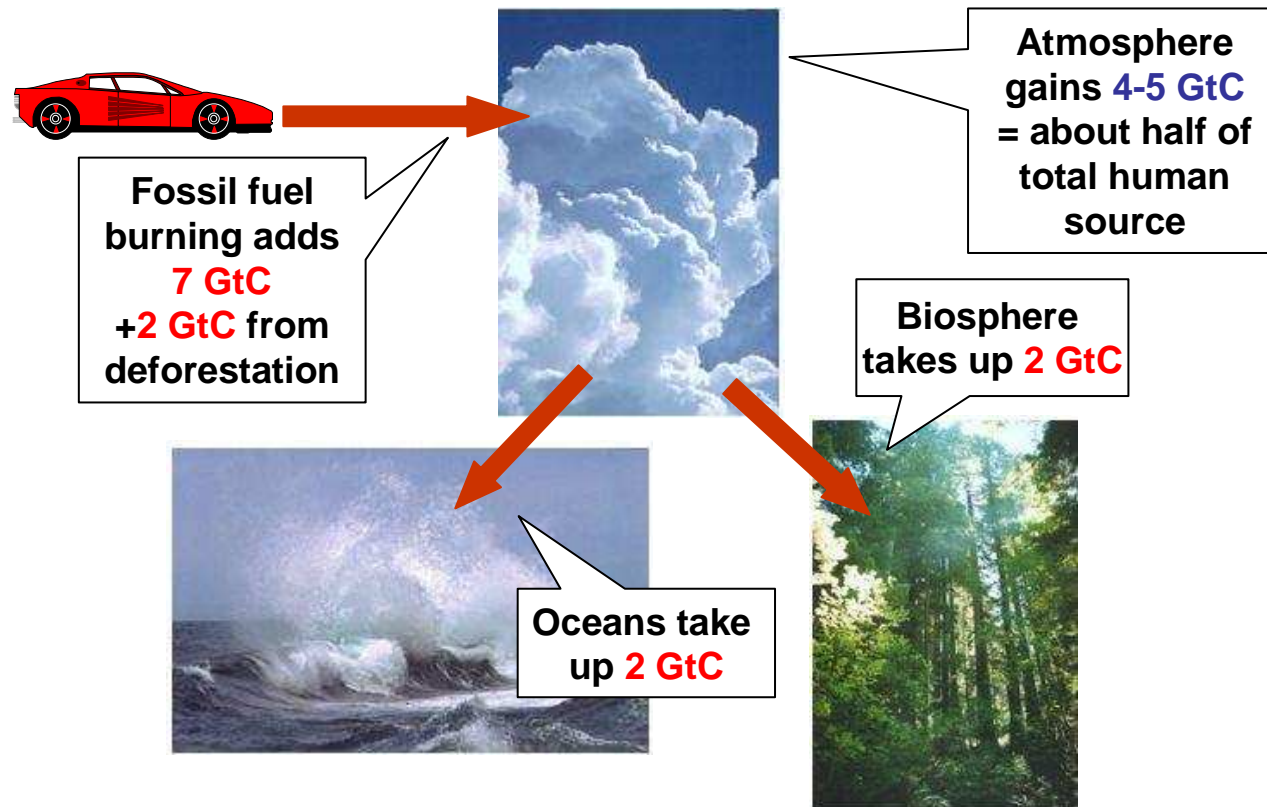 Atmosphere
gains 4-5 GtC
= about half of
total human
source
Fossil fuel
burning adds
7 GtC
+2 GtC from
deforestation
Biosphere
takes up 2 GtC
Oceans take
up 2 GtC